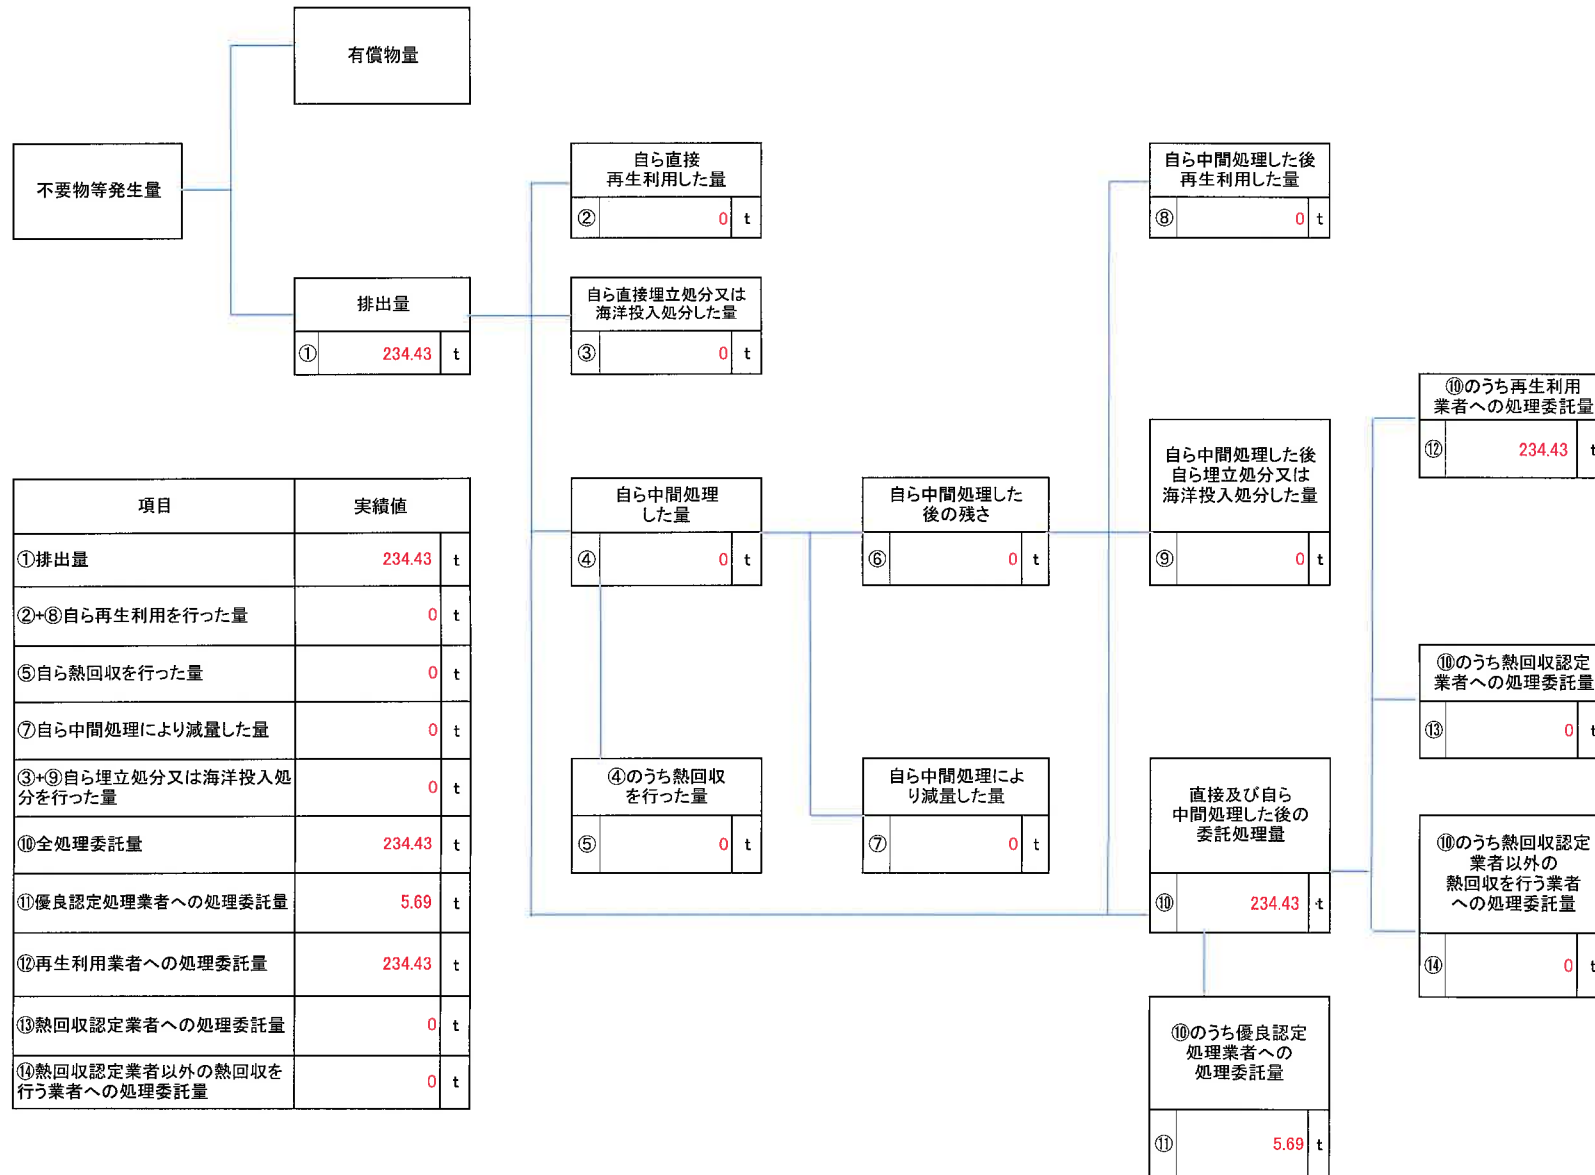 有償物量
不要物等発生量
自ら直接
再生利用した量
② 0 t
自ら中間処理した後
再生利用した量
⑧ 0 t
排出量
① 234.43 t
自ら直接埋立処分又は
海洋投入処分した量
③ 0 t
⑩のうち再生利用
業者への処理委託量
⑫ 234.43 t
自ら中間処理
した量
④ 0 t
自ら中間処理した
後の残さ
⑥ 0 t
自ら中間処理した後
自ら埋立処分又は
海洋投入処分した量
⑨ 0 t
⑩のうち熱回収認定
業者への処理委託量
⑬ 0 t
④のうち熱回収
を行った量
⑤ 0 t
自ら中間処理によ
り減量した量
⑦ 0 t
直接及び自ら
中間処理した後の
委託処理量
⑩ 234.43 t
⑩のうち熱回収認定
業者以外の
熱回収を行う業者
への処理委託量
⑭ 0 t
⑩のうち優良認定
処理業者への
処理委託量
⑪ 5.69 t
項目 実績値
①排出量 234.43 t
②+⑧自ら再生利用を行った量 0 t
⑤自ら熱回収を行った量 0 t
⑦自ら中間処理により減量した量 0 t
③+⑨自ら埋立処分又は海洋投入処
分を行った量 0 t
⑩全処理委託量 234.43 t
⑪優良認定処理業者への処理委託量 5.69 t
⑫再生利用業者への処理委託量 234.43 t
⑬熱回収認定業者への処理委託量 0 t
⑭熱回収認定業者以外の熱回収を
行う業者への処理委託量 0 t